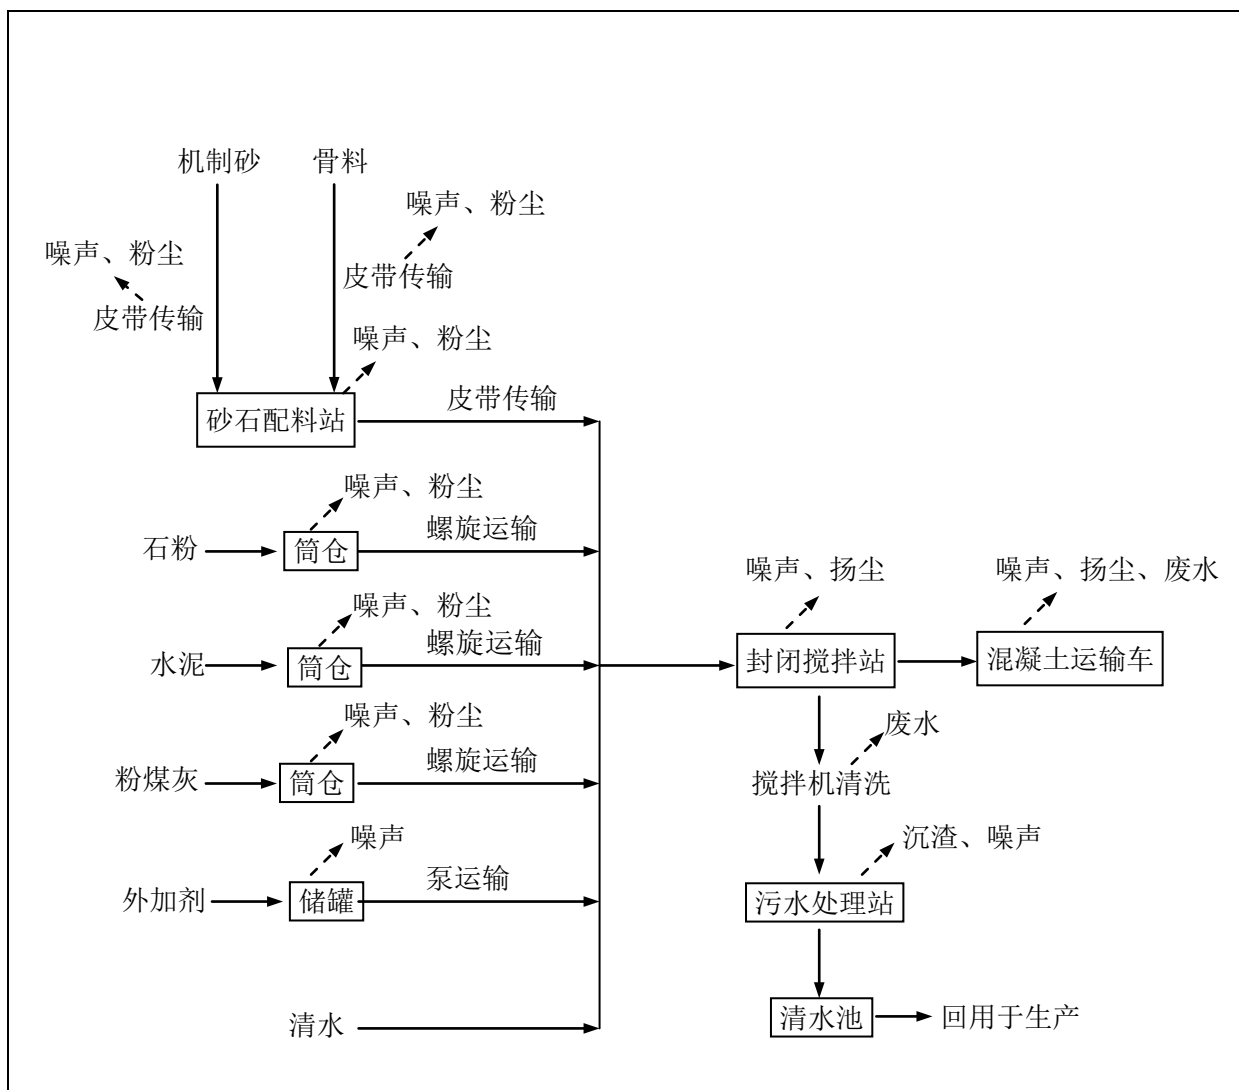 机制砂
骨料
噪声、粉尘
噪声、粉尘
皮带传输
皮带传输
噪声、粉尘
皮带传输
砂石配料站
噪声、粉尘
螺旋运输
石粉
筒仓
噪声、扬尘
噪声、扬尘、废水
噪声、粉尘
螺旋运输
水泥
筒仓
封闭搅拌站
混凝土运输车
噪声、粉尘
废水
螺旋运输
粉煤灰
筒仓
搅拌机清洗
噪声
沉渣、噪声
泵运输
外加剂
储罐
污水处理站
清水
清水池
回用于生产